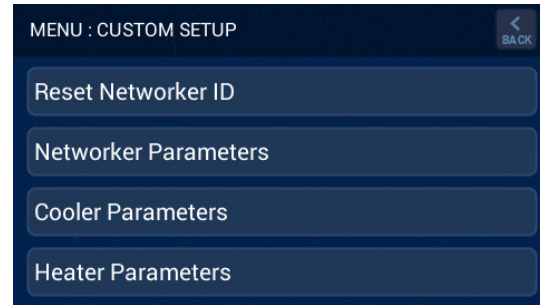 MENU : CUSTOM SETUP
BACK
Reset Networker ID
Networker Parameters
Cooler Parameters
Heater Parameters